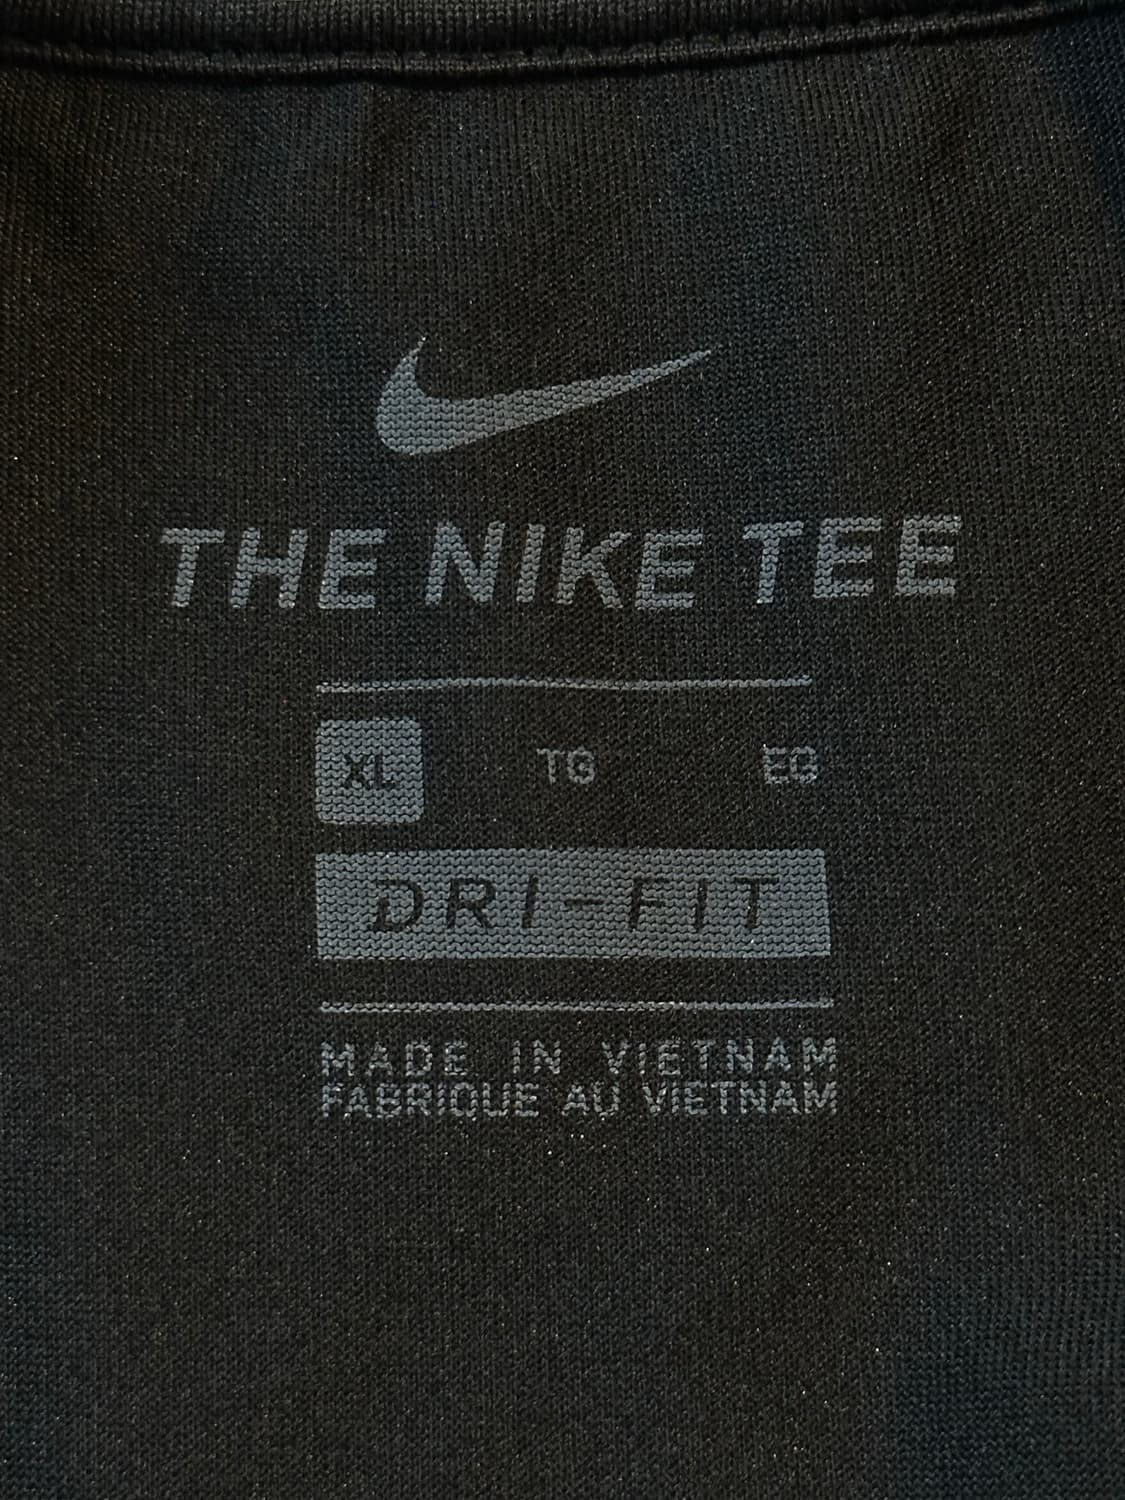 THE NIKE TEE
XL TG EG
DRI-FIT
MADE IN VIETNAM
FABRIQUE AU VIETNAM